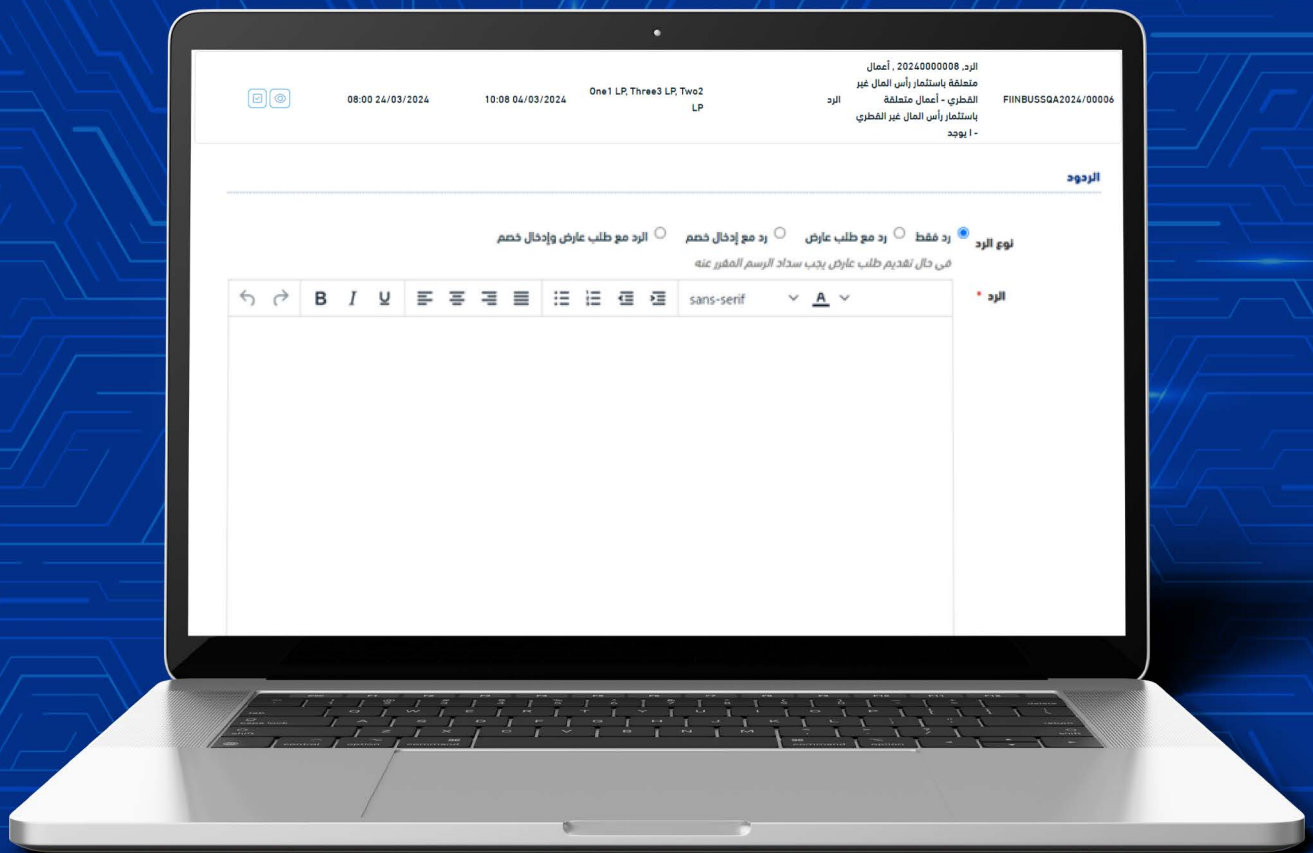 FIINBUSSQA2024/00006
الرد, 20240000008 , أعمال
متعلقة باستثمار رأس المال غير
القطري - أعمال متعلقة
باستثمار رأس المال غير القطري
- ا يوجد
الرد
One1 LP, Three3 LP, Two2
LP
10:08 04/03/2024
08:00 24/03/2024
الردود
نوع الرد رد فقط رد مع طلب عارض رد مع إدخال خصم الرد مع طلب عارض وإدخال خصم
في حال تقديم طلب عارض يجب سداد الرسم المقرر عنه
الرد *
B I U sans-serif A